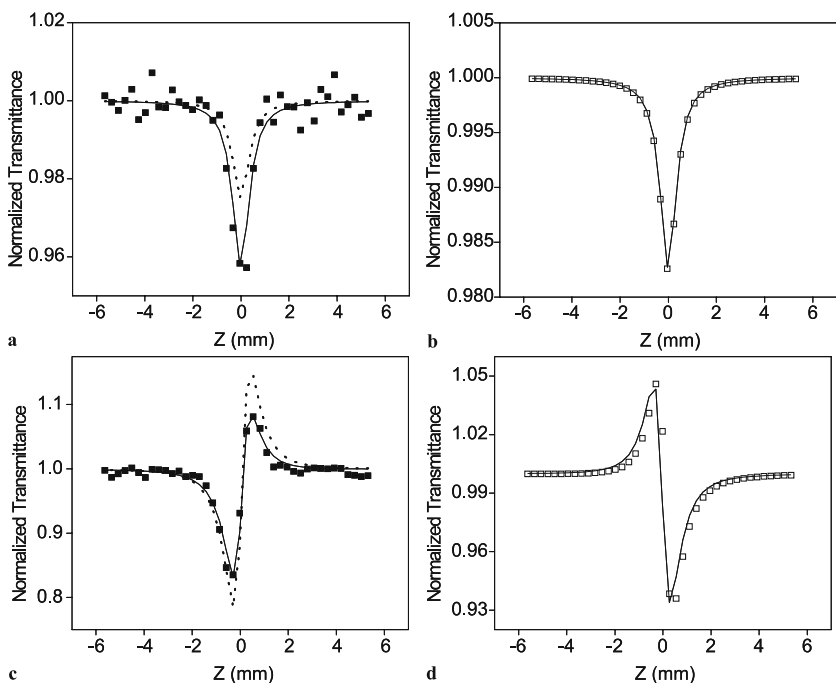 1.02
1.00
0.98
0.96
Normalized Transmittance
-6 -4 -2 0 2 4 6
Z (mm)
a
1.005
1.000
0.995
0.990
0.985
0.980
Normalized Transmittance
-6 -4 -2 0 2 4 6
Z (mm)
b
1.1
1.0
0.9
0.8
Normalized Transmittance
-6 -4 -2 0 2 4 6
Z (mm)
c
1.05
1.02
0.99
0.96
0.93
Normalized Transmittance
-6 -4 -2 0 2 4 6
Z (mm)
d